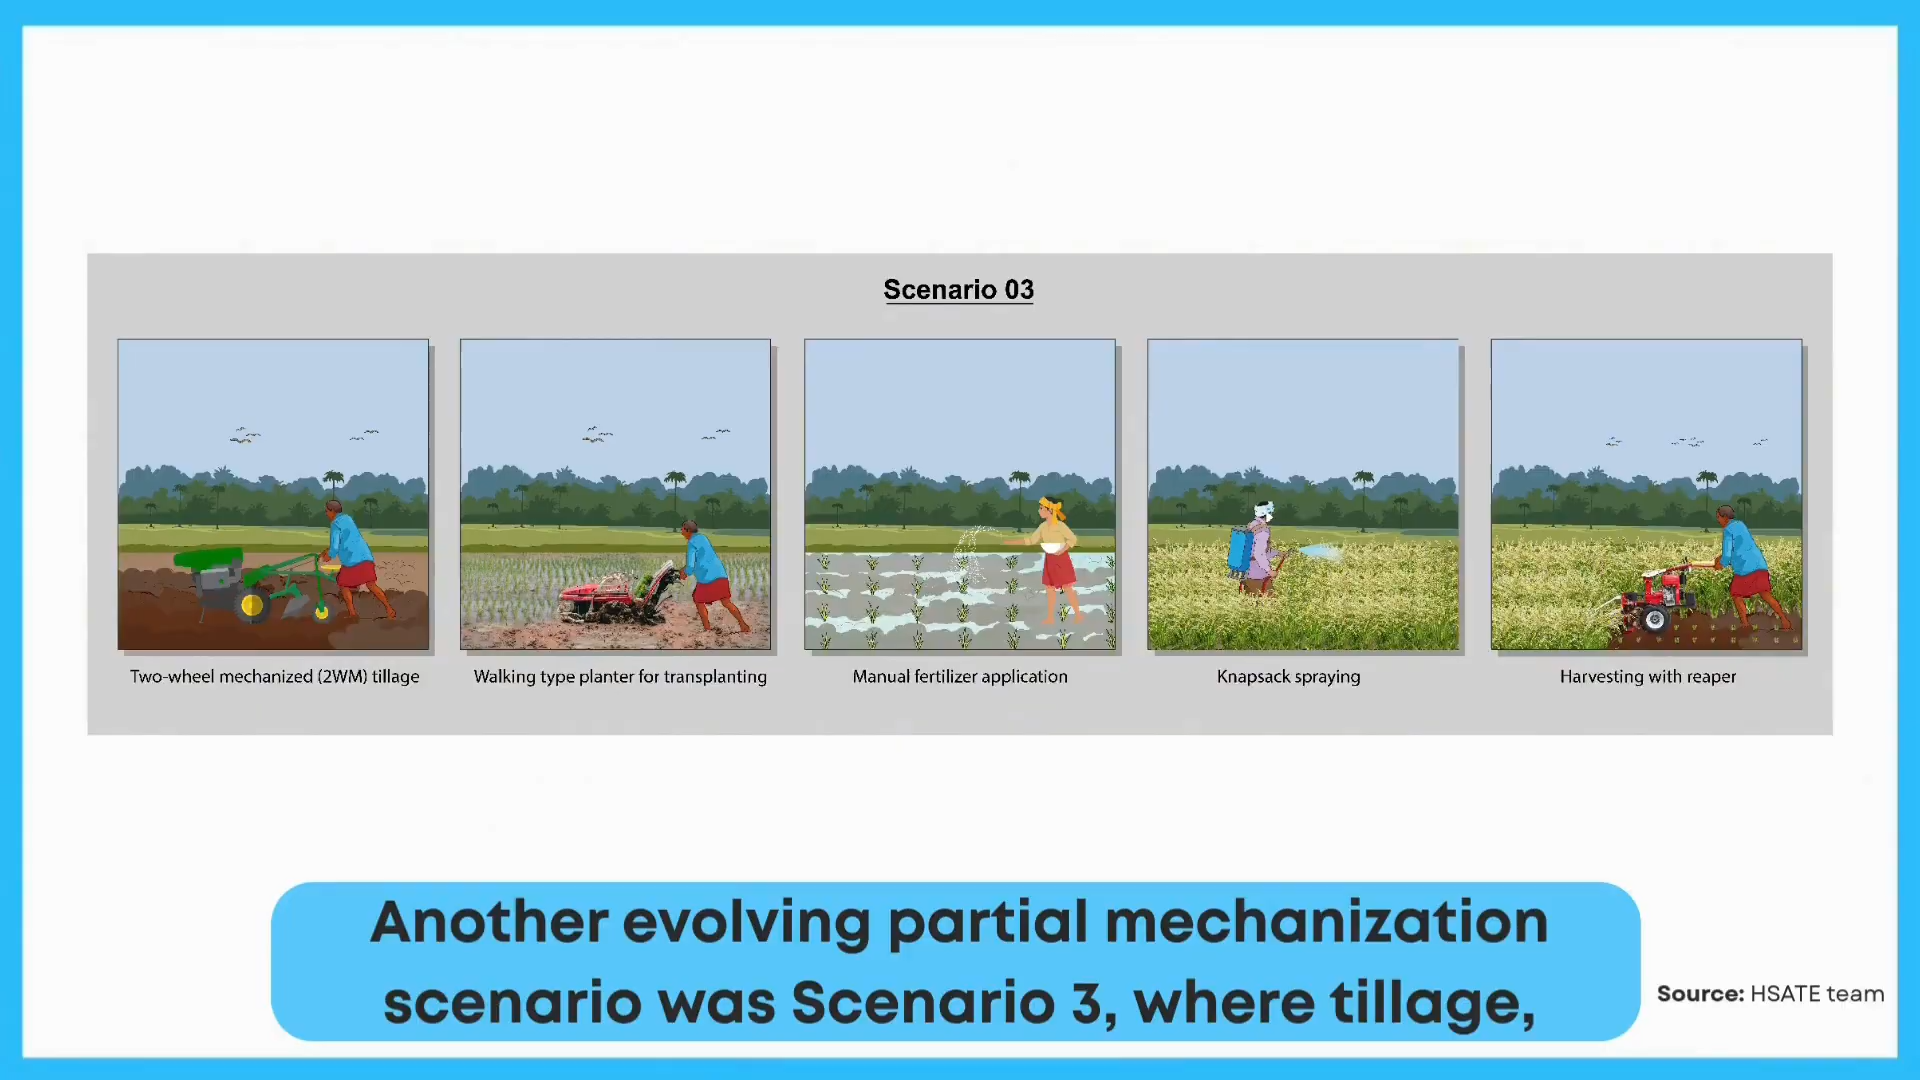 Scenario 03
Two-wheel mechanized (2WM) tillage
Walking type planter for transplanting
Manual fertilizer application
Knapsack spraying
Harvesting with reaper
Another evolving partial mechanization
scenario was Scenario 3, where tillage,
Source: HSATE team